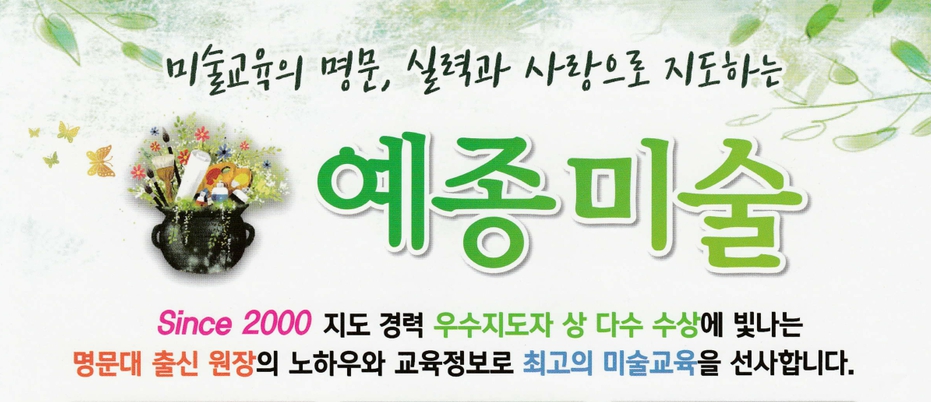 미술교육의 명문, 실력과 사랑으로 지도하는
예종미술
Since 2000 지도 경력 우수지도자 상 다수 수상에 빛나는
명문대 출신 원장의 노하우와 교육정보로 최고의 미술교육을 선사합니다.